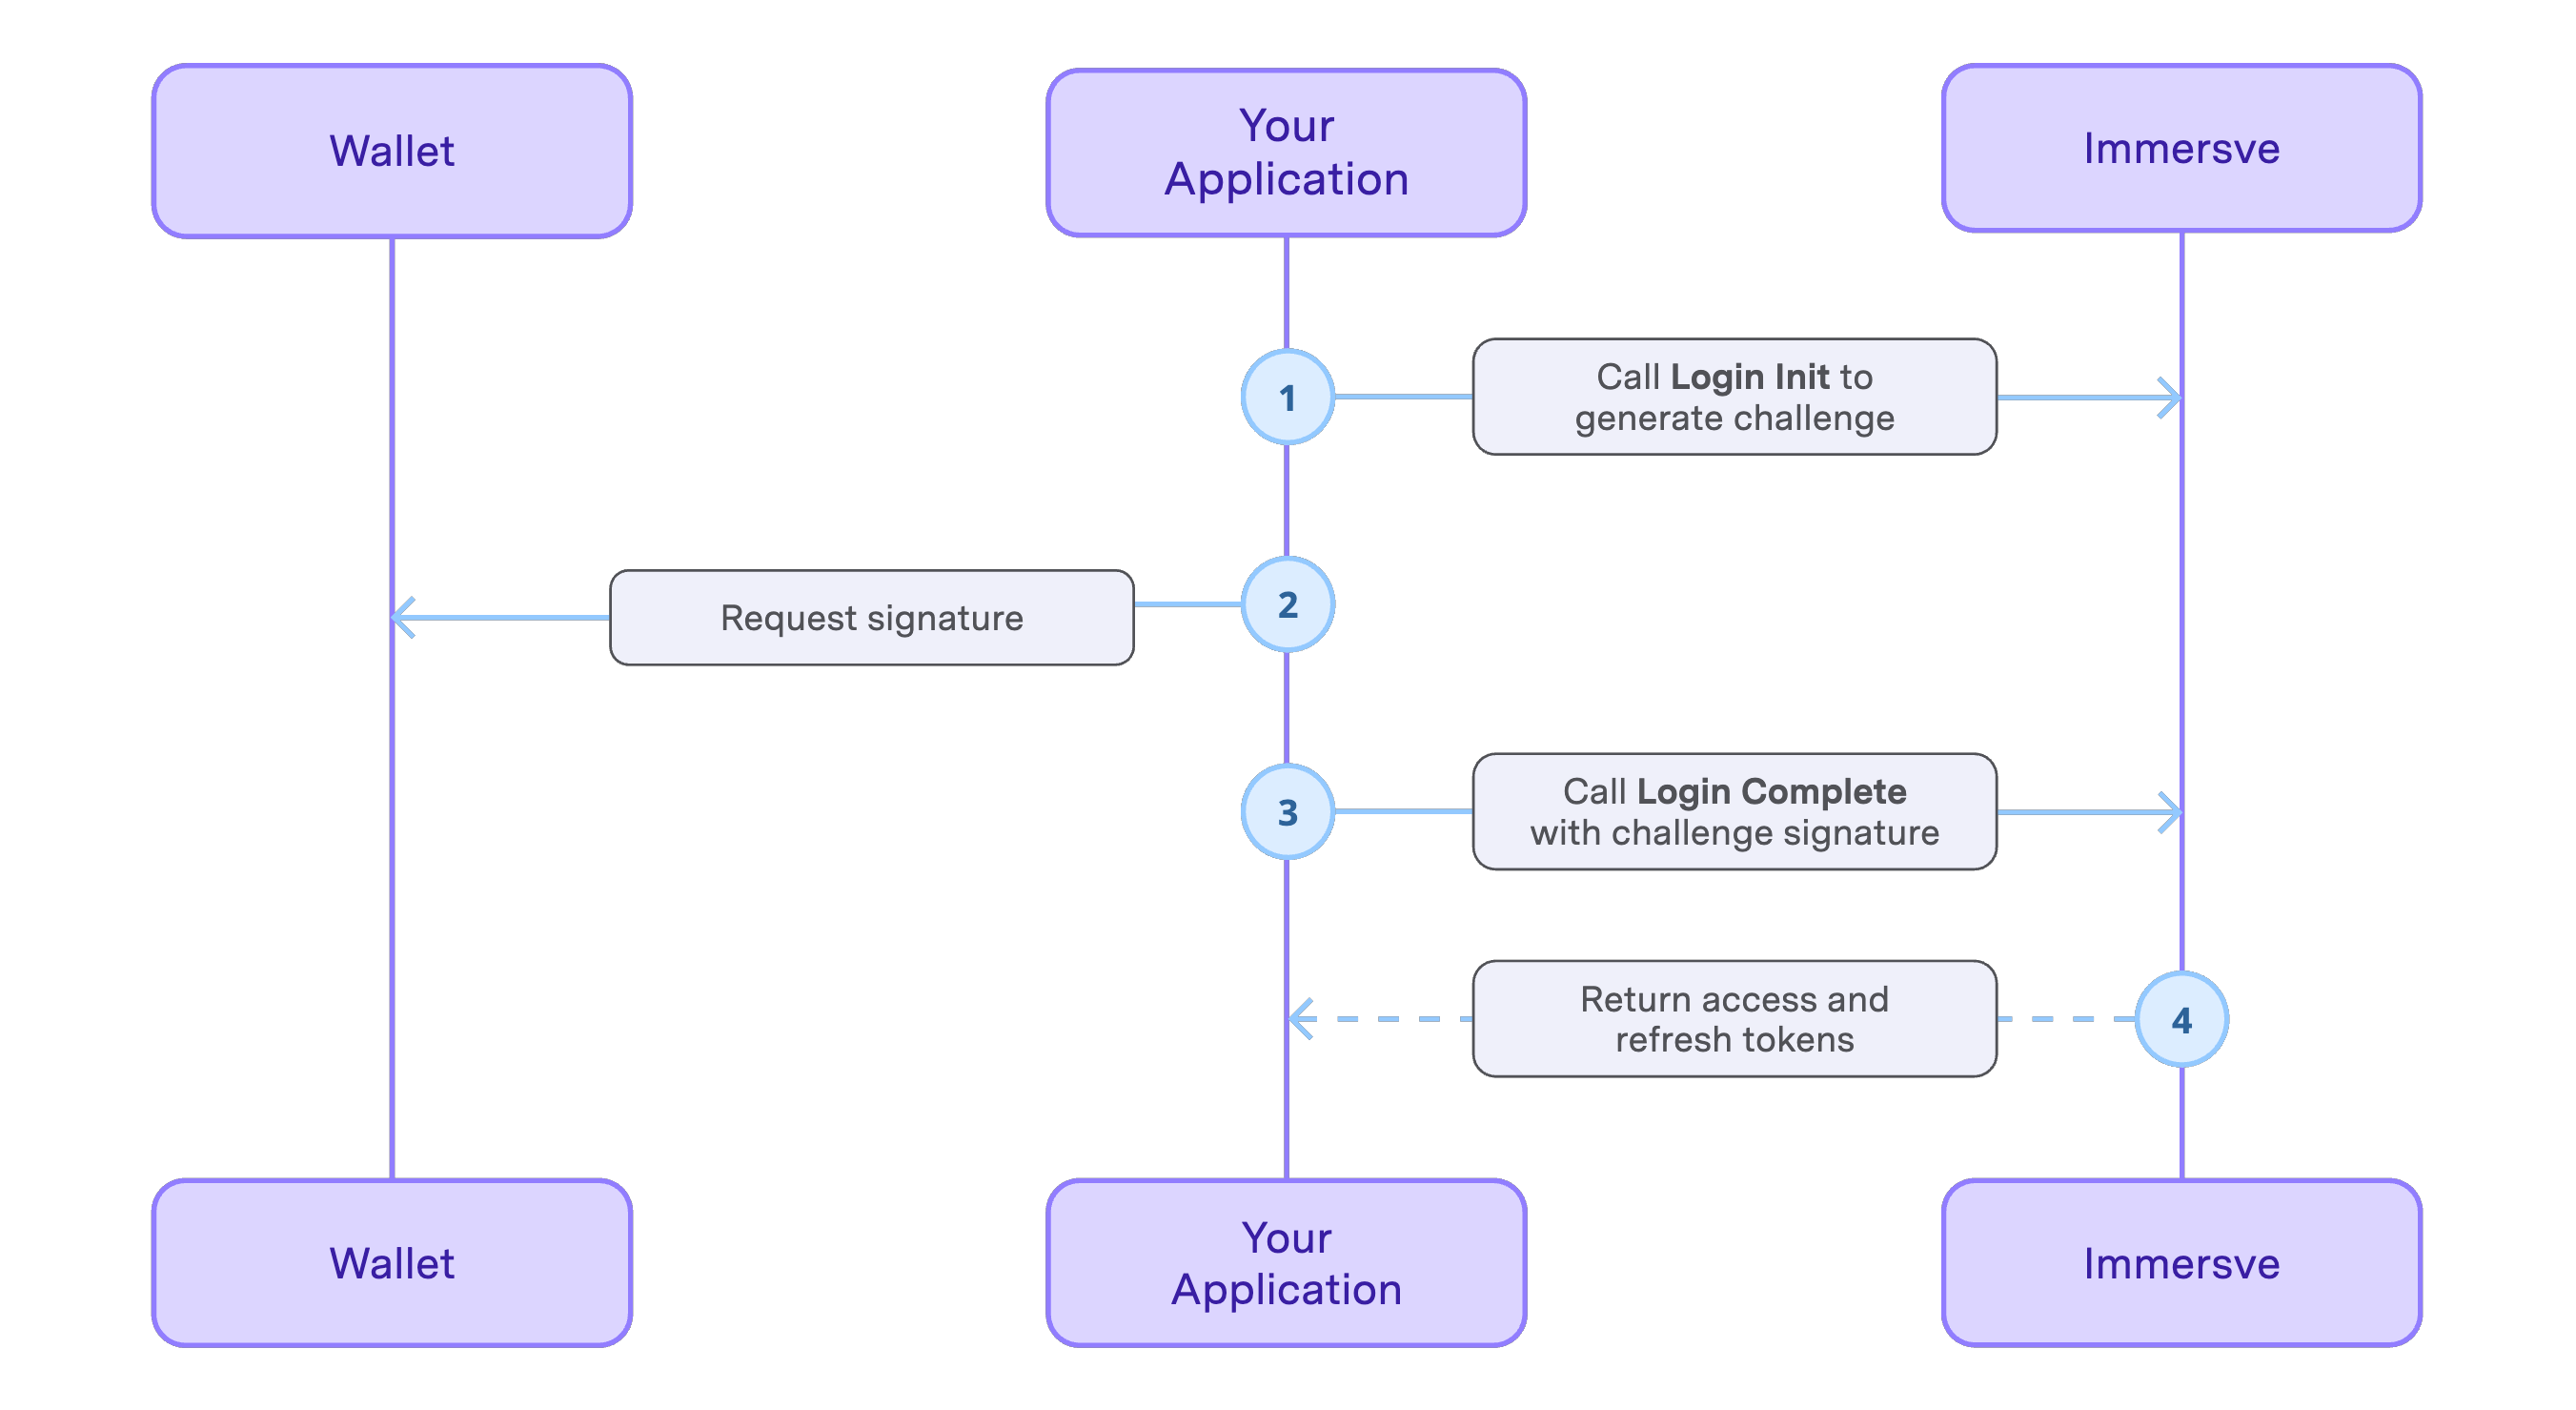 Wallet
Your
Application
Immersve
1
Call Login Init to
generate challenge
2
Request signature
3
Call Login Complete
with challenge signature
Return access and
refresh tokens
4
Wallet
Your
Application
Immersve